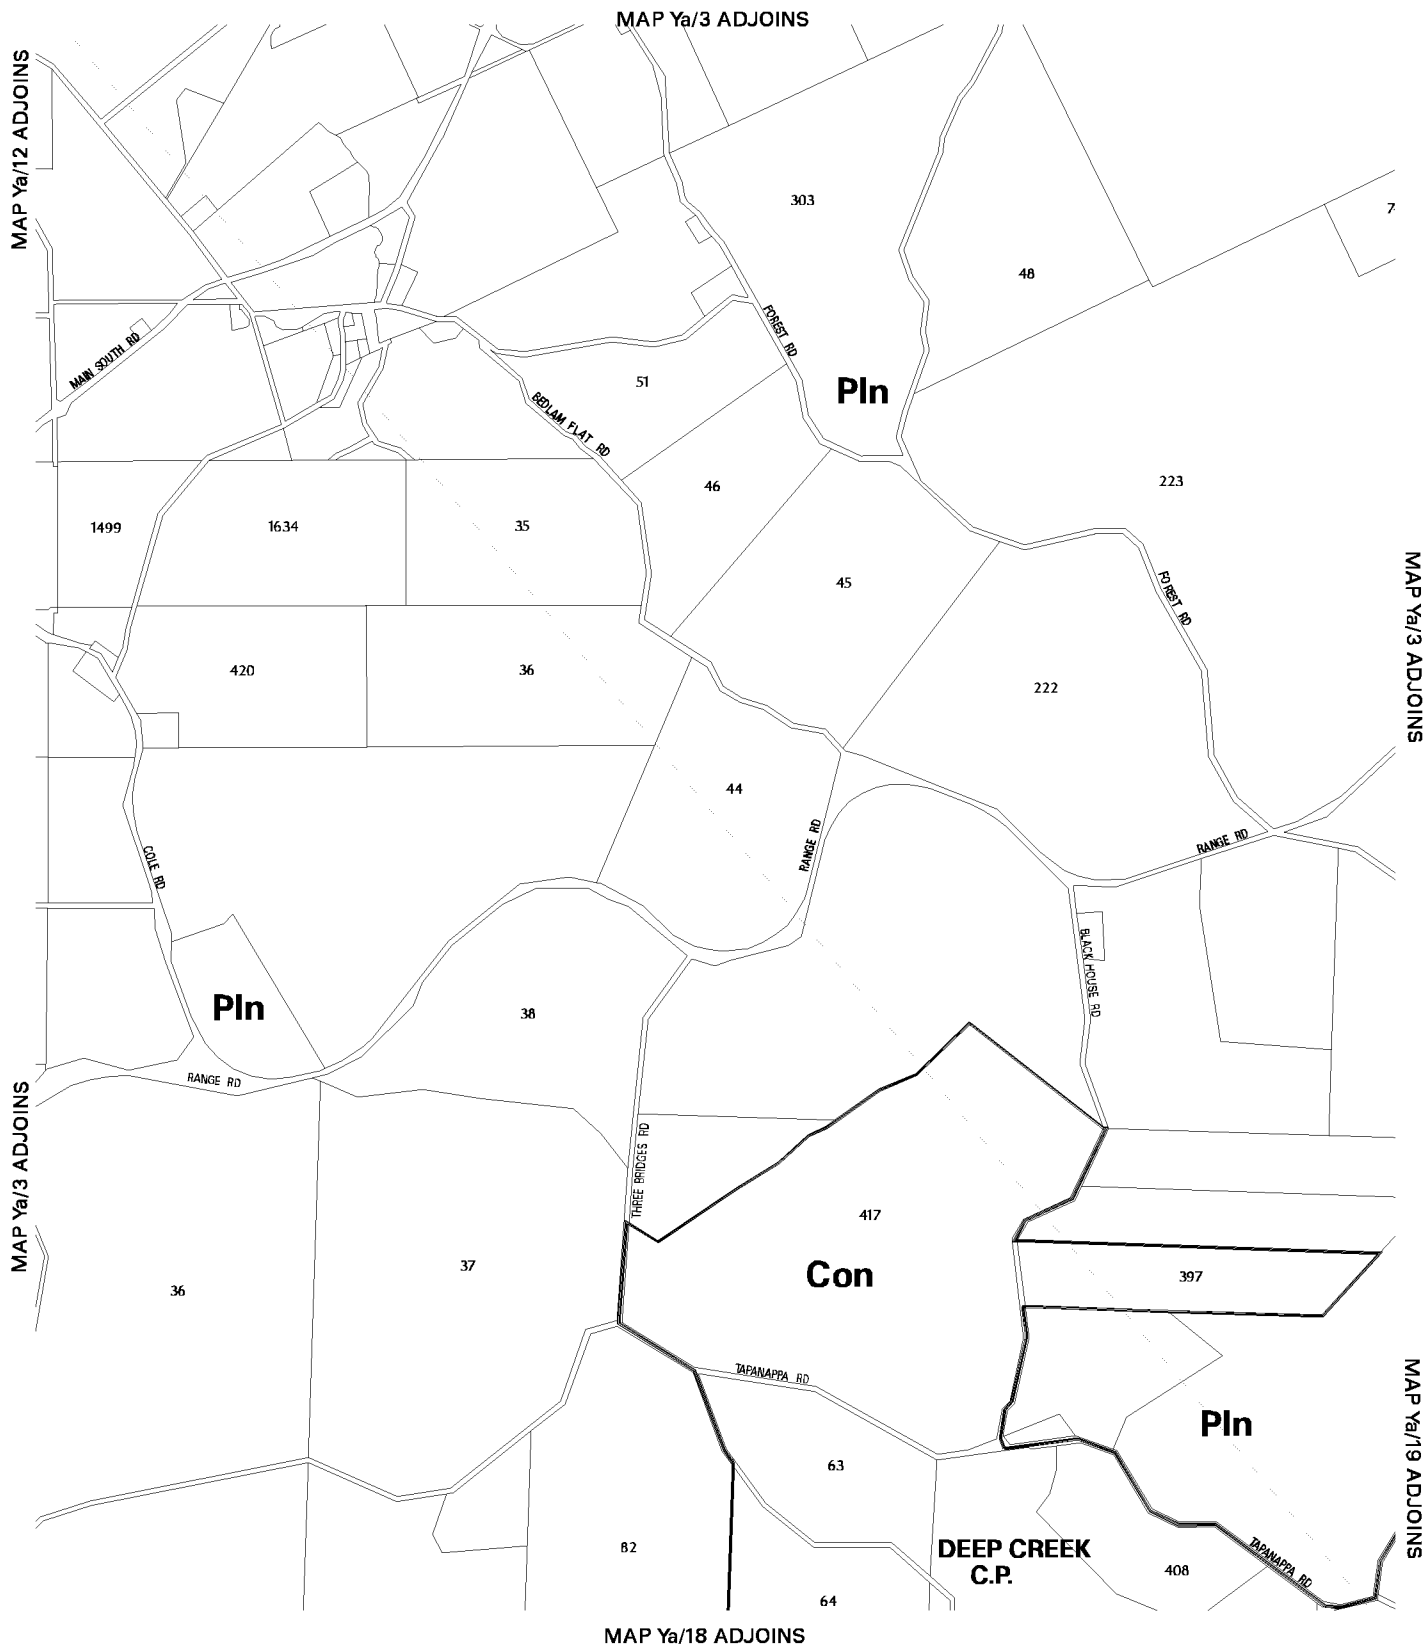 MAP Ya/3 ADJOINS
MAP Ya/12 ADJOINS
303
48
MAIN SOUTH RD
FOREST RD
51
Pln
BEDLAM FLAT RD
46
223
1499
1634
35
45
FOREST RD
MAP Ya/3 ADJOINS
420
36
222
44
RANGE RD
RANGE RD
COLE RD
BLACK HOUSE RD
Pln
38
RANGE RD
MAP Ya/3 ADJOINS
THREE BRIDGES RD
417
37
Con
397
36
TAPANAPPA RD
Pln
MAP Ya/19 ADJOINS
63
82
DEEP CREEK
C.P.
408
TAPANAPPA RD
64
MAP Ya/18 ADJOINS